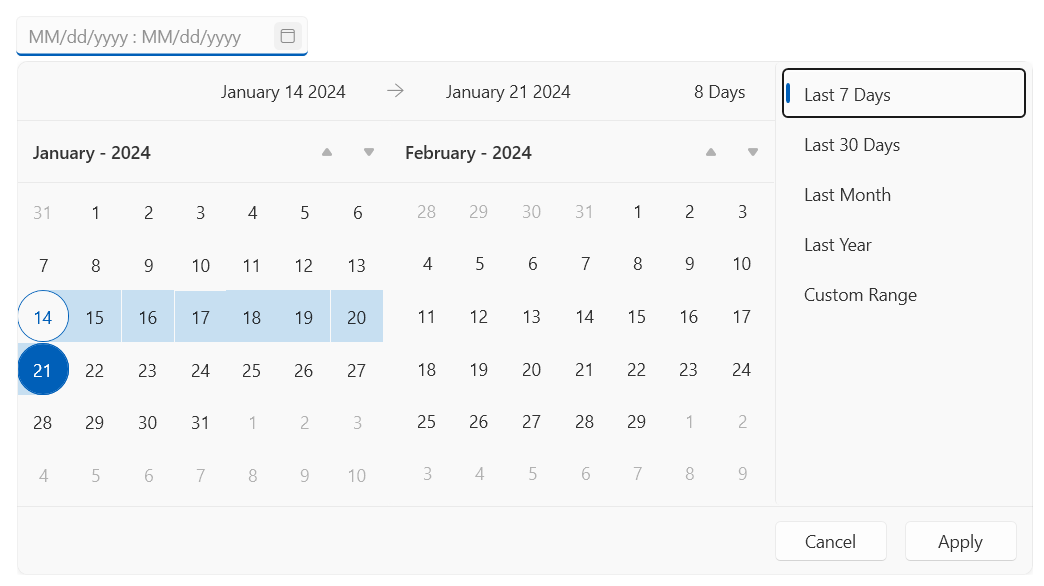 MM/dd/yyyy : MM/dd/yyyy
January 14 2024 → January 21 2024 8 Days
January - 2024
31 1 2 3 4 5 6
7 8 9 10 11 12 13
14 15 16 17 18 19 20
21 22 23 24 25 26 27
28 29 30 31 1 2 3
4 5 6 7 8 9 10
February - 2024
28 29 30 31 1 2 3
4 5 6 7 8 9 10
11 12 13 14 15 16 17
18 19 20 21 22 23 24
25 26 27 28 29 1 2
3 4 5 6 7 8 9
Last 7 Days
Last 30 Days
Last Month
Last Year
Custom Range
Cancel
Apply